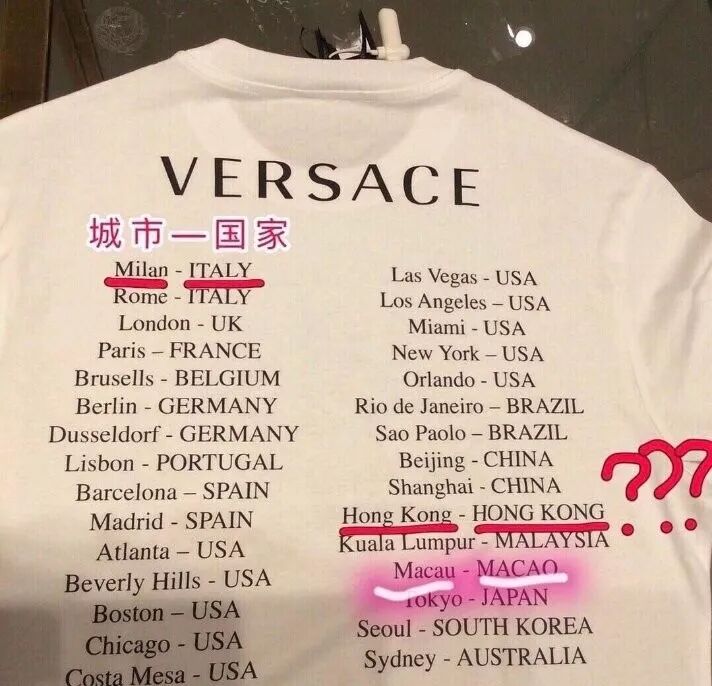 VERSACE
城市—国家
Milan - ITALY
Rome - ITALY
London - UK
Paris – FRANCE
Brusells - BELGIUM
Berlin - GERMANY
Dusseldorf - GERMANY
Lisbon - PORTUGAL
Barcelona – SPAIN
Madrid - SPAIN
Atlanta – USA
Beverly Hills - USA
Boston – USA
Chicago - USA
Costa Mesa - USA
Las Vegas - USA
Los Angeles – USA
Miami - USA
New York – USA
Orlando - USA
Rio de Janeiro – BRAZIL
Sao Paolo – BRAZIL
Beijing - CHINA
Shanghai - CHINA
Hong Kong - HONG KONG
???
Kuala Lumpur - MALAYSIA
Macau - MACAO
Tokyo - JAPAN
Seoul - SOUTH KOREA
Sydney - AUSTRALIA